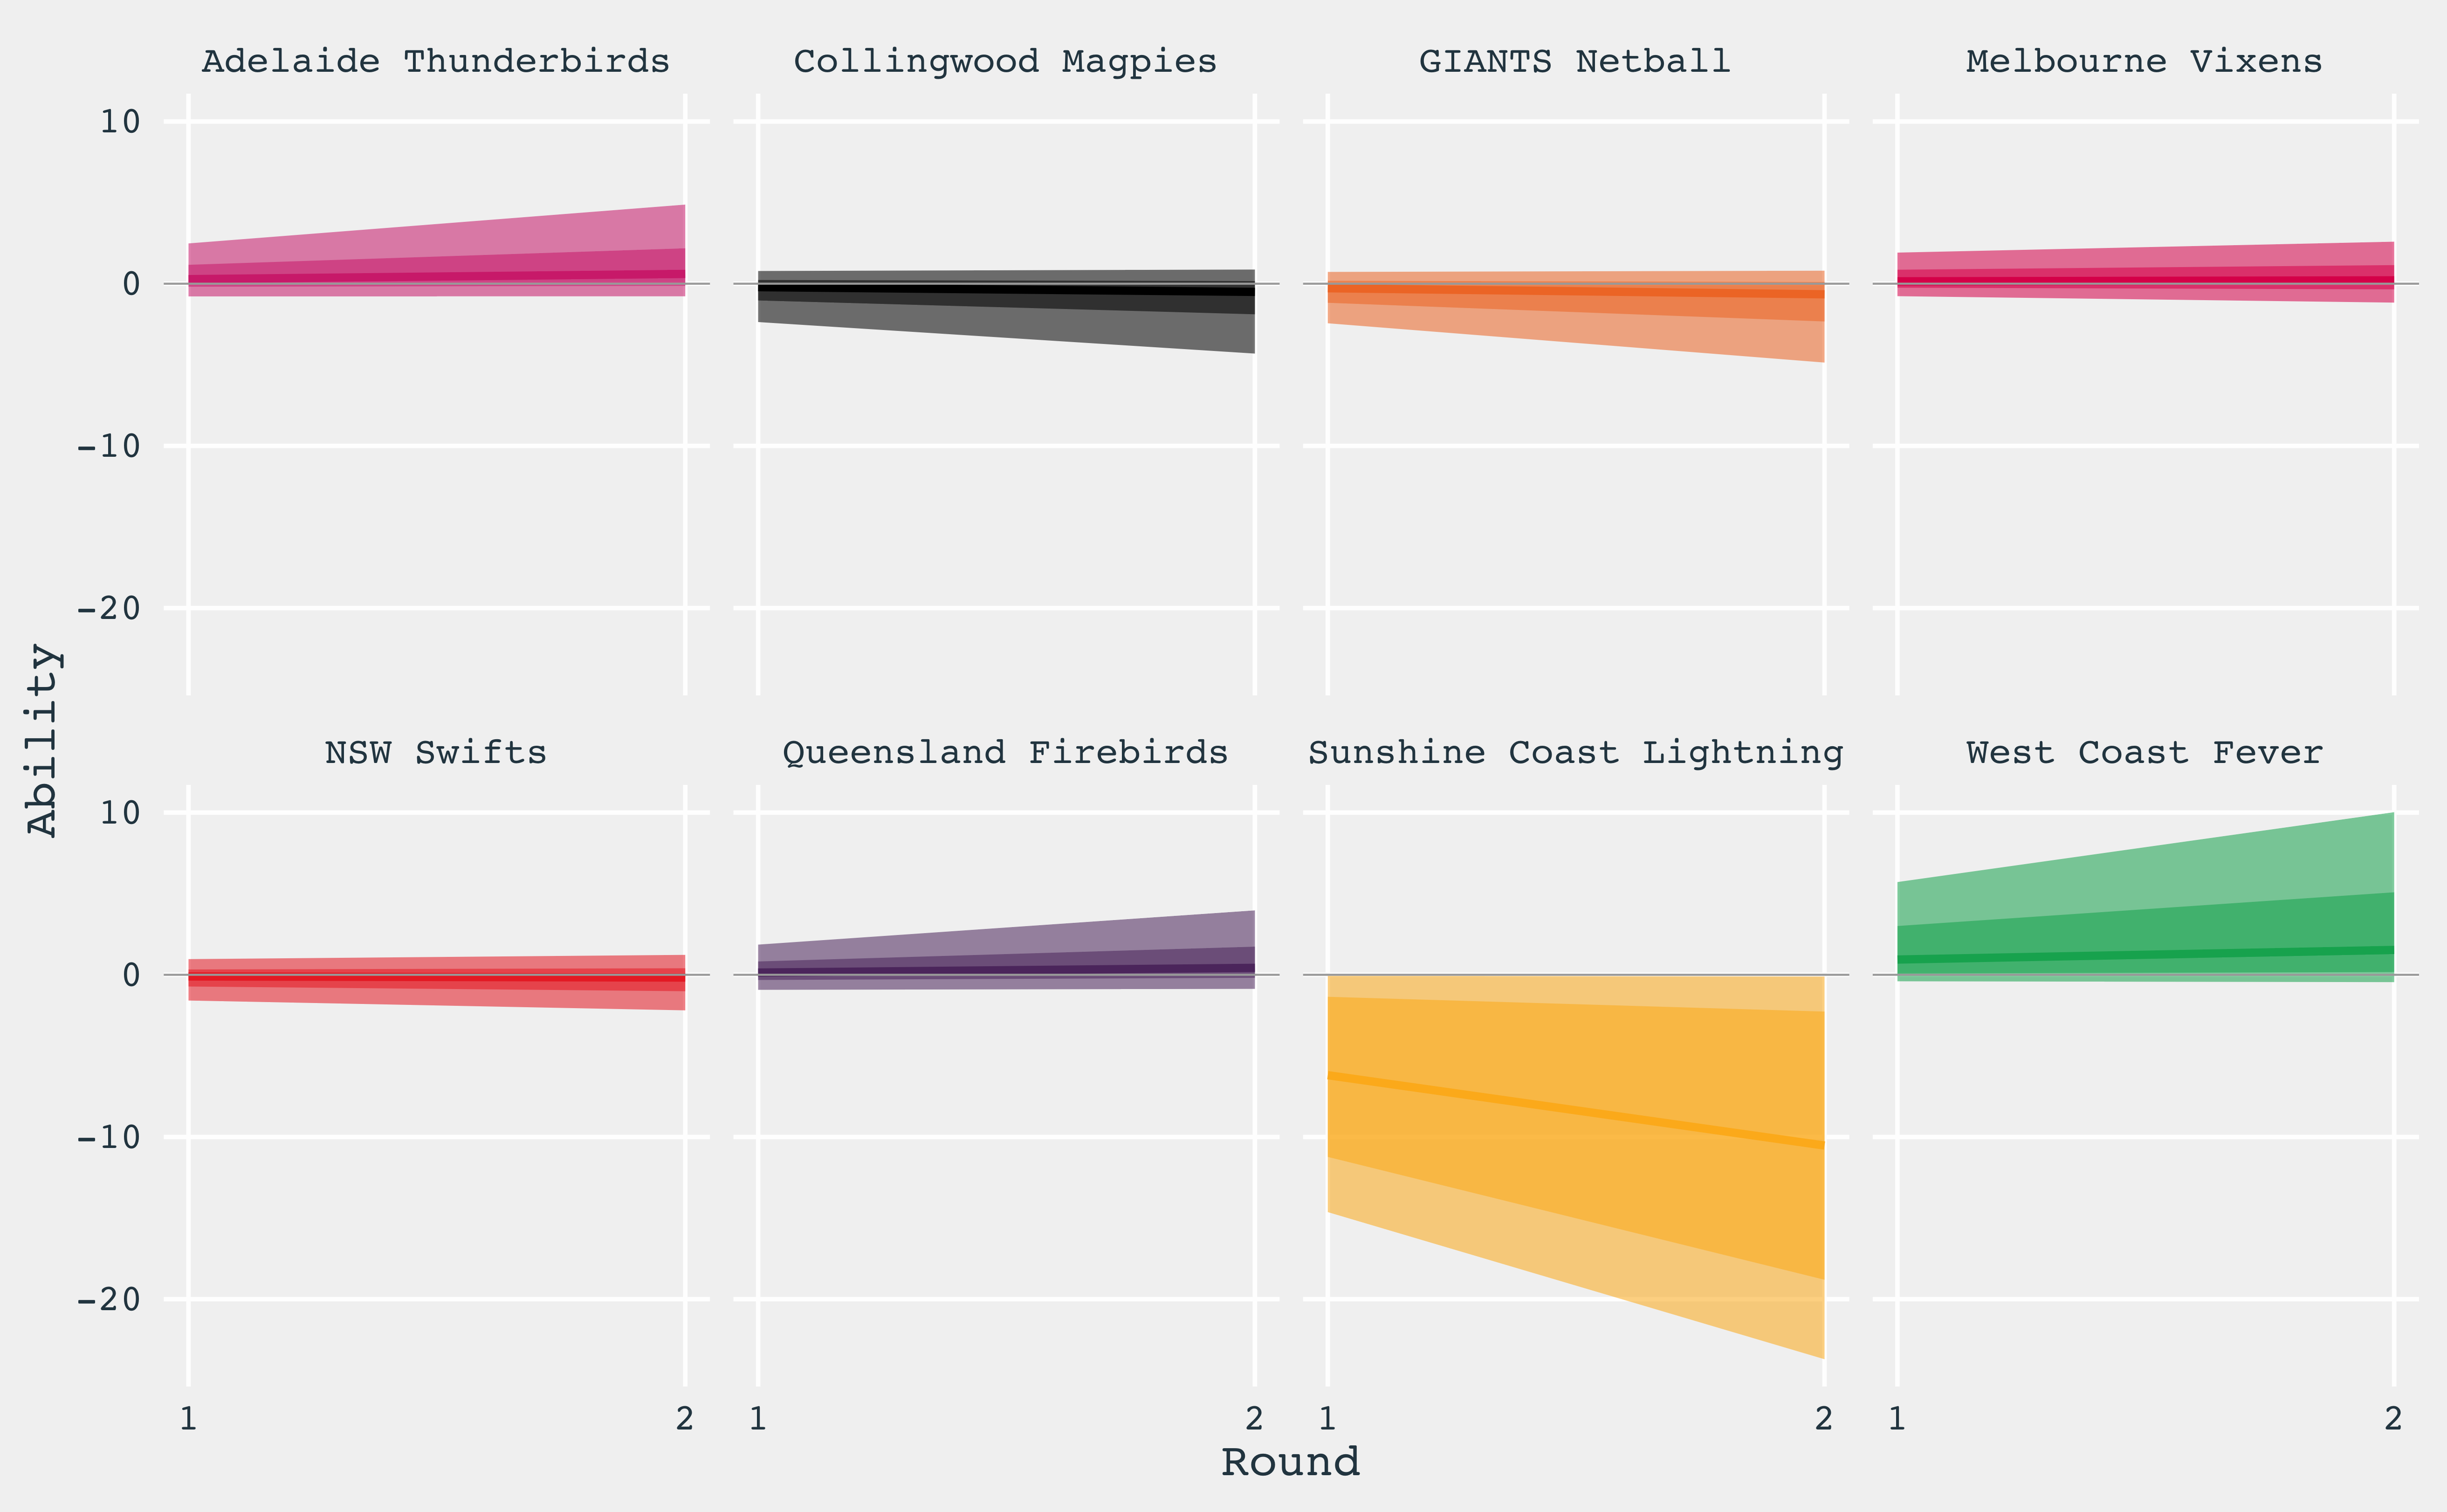 Adelaide Thunderbirds Collingwood Magpies GIANTS Netball Melbourne Vixens
10
0
-10
-20
Ability
NSW Swifts Queensland Firebirds Sunshine Coast Lightning West Coast Fever
10
0
-10
-20
1 2 1 2 1 2 1 2
Round